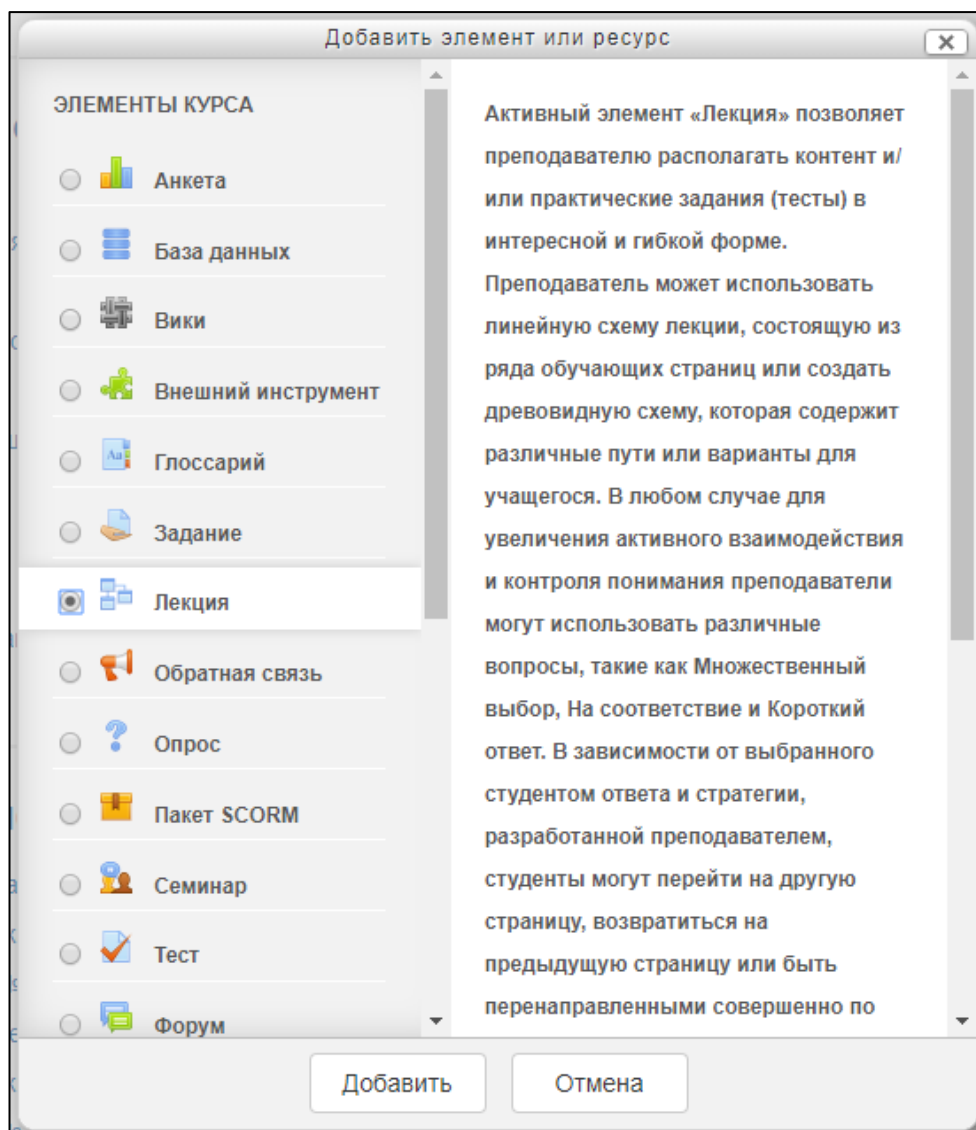 Добавить элемент или ресурс
ЭЛЕМЕНТЫ КУРСА
Анкета
База данных
Вики
Внешний инструмент
Глоссарий
Задание
Лекция
Обратная связь
Опрос
Пакет SCORM
Семинар
Тест
Форум
Активный элемент «Лекция» позволяет
преподавателю располагать контент и/
или практические задания (тесты) в
интересной и гибкой форме.
Преподаватель может использовать
линейную схему лекции, состоящую из
ряда обучающих страниц или создать
древовидную схему, которая содержит
различные пути или варианты для
учащегося. В любом случае для
увеличения активного взаимодействия
и контроля понимания преподаватели
могут использовать различные
вопросы, такие как Множественный
выбор, На соответствие и Короткий
ответ. В зависимости от выбранного
студентом ответа и стратегии,
разработанной преподавателем,
студенты могут перейти на другую
страницу, возвратиться на
предыдущую страницу или быть
перенаправленными совершенно по
Добавить
Отмена